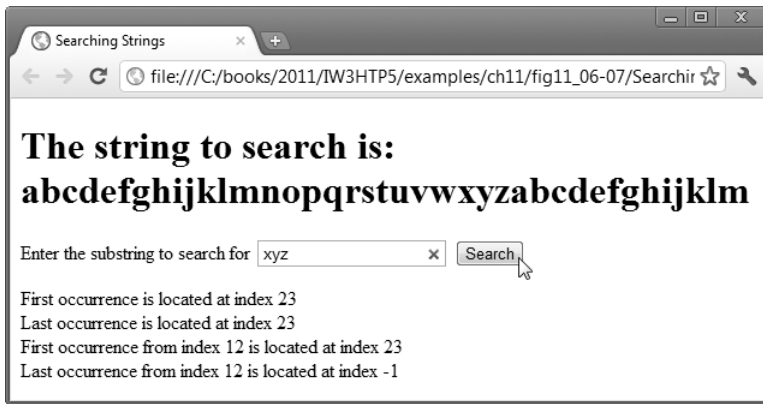 Searching Strings
file:///C:/books/2011/IW3HTP5/examples/ch11/fig11_06-07/Searchin
The string to search is:
abcdefghijklmnopqrstuvwxyzabcdefghijklm
Enter the substring to search for xyz Search
First occurrence is located at index 23
Last occurrence is located at index 23
First occurrence from index 12 is located at index 23
Last occurrence from index 12 is located at index -1